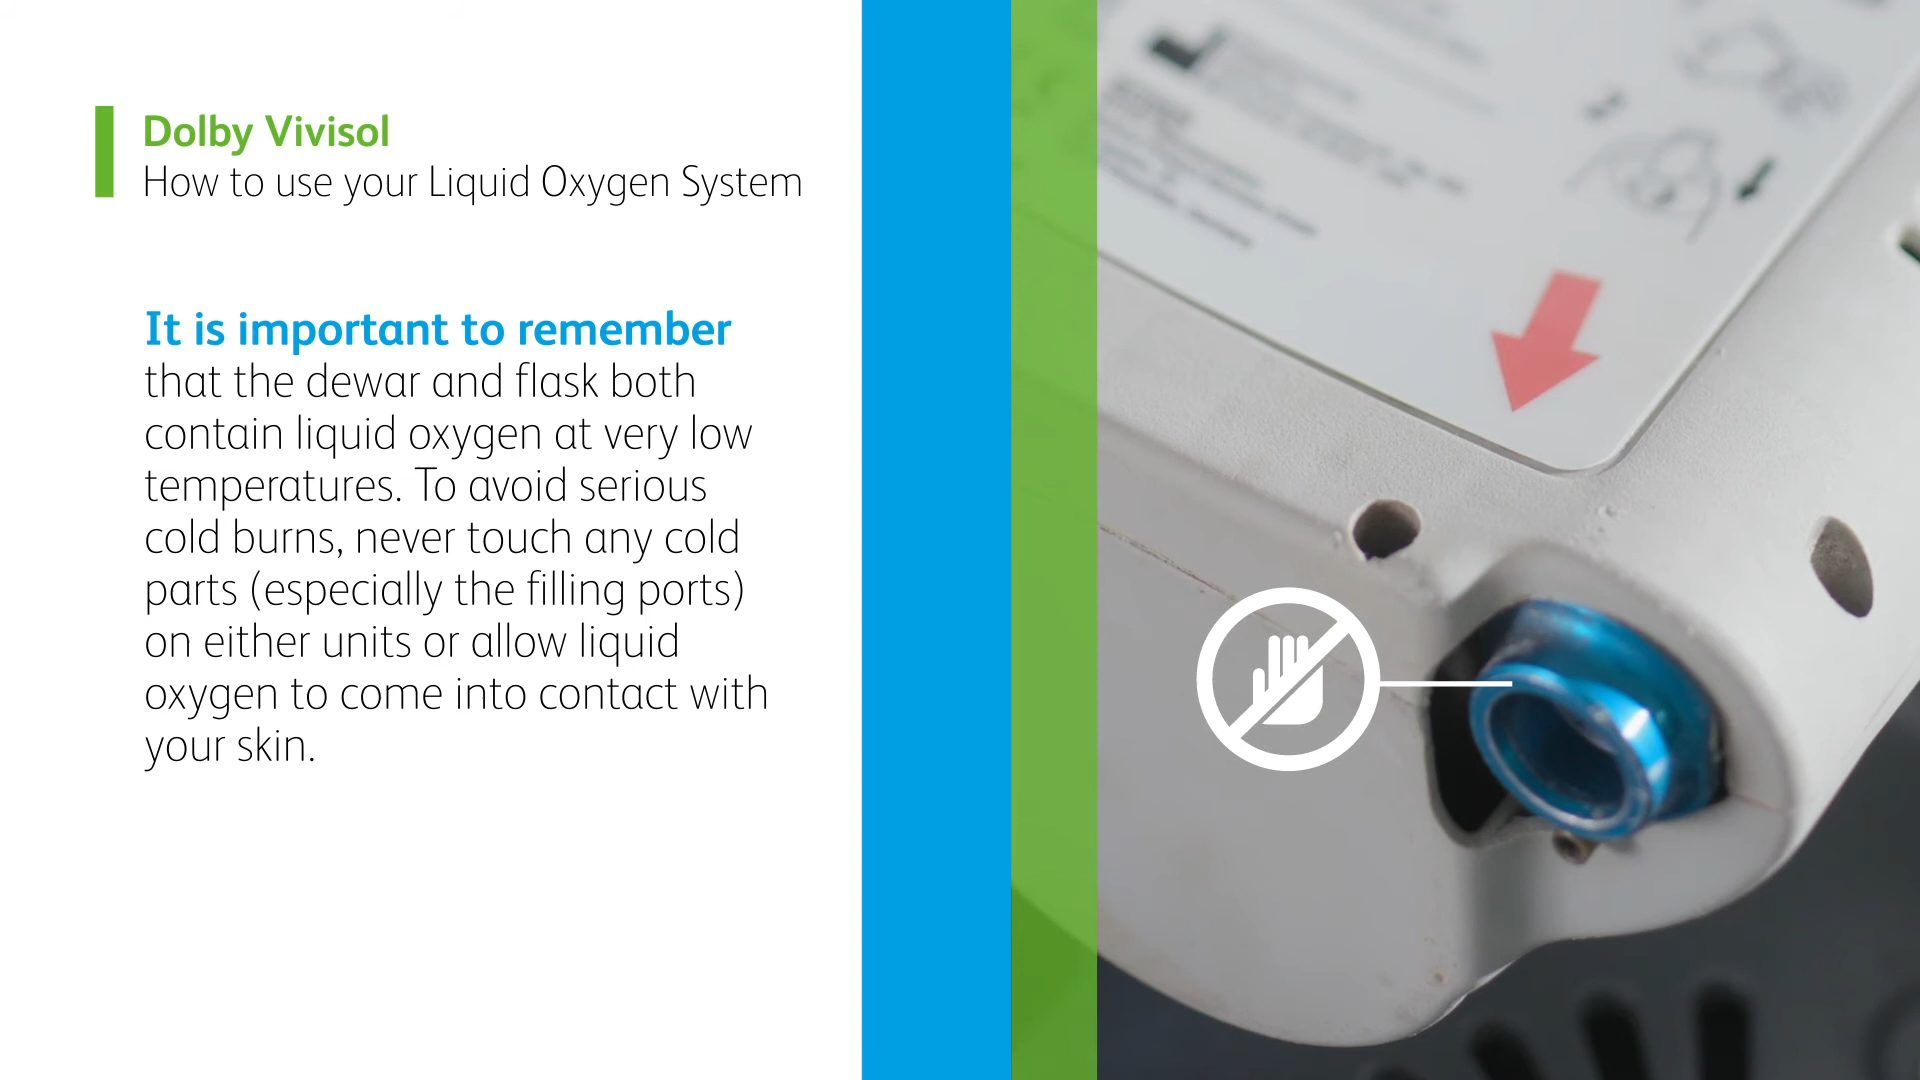 Dolby Vivisol
How to use your Liquid Oxygen System
It is important to remember
that the dewar and flask both
contain liquid oxygen at very low
temperatures. To avoid serious
cold burns, never touch any cold
parts (especially the filling ports)
on either units or allow liquid
oxygen to come into contact with
your skin.